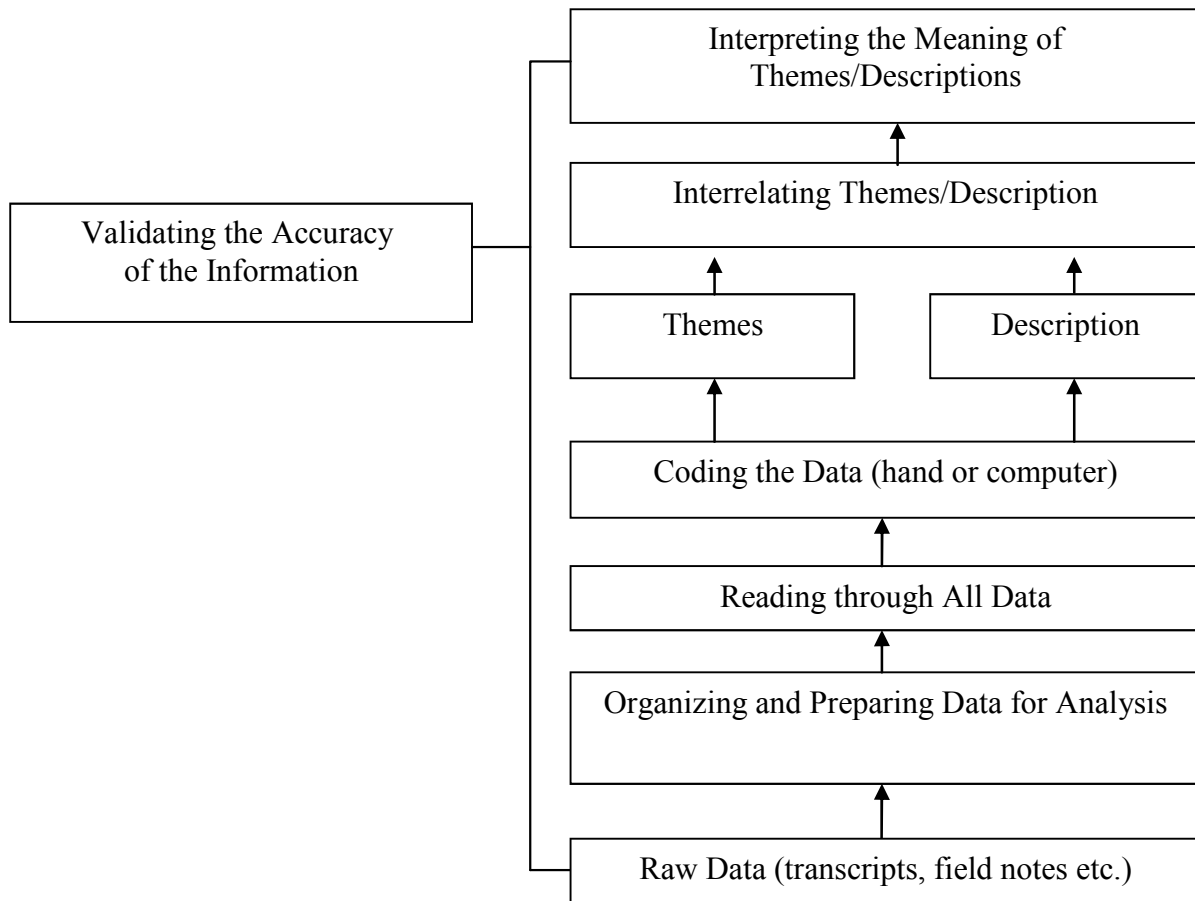 Interpreting the Meaning of
Themes/Descriptions
Interrelating Themes/Description
Validating the Accuracy
of the Information
Themes
Description
Coding the Data (hand or computer)
Reading through All Data
Organizing and Preparing Data for Analysis
Raw Data (transcripts, field notes etc.)